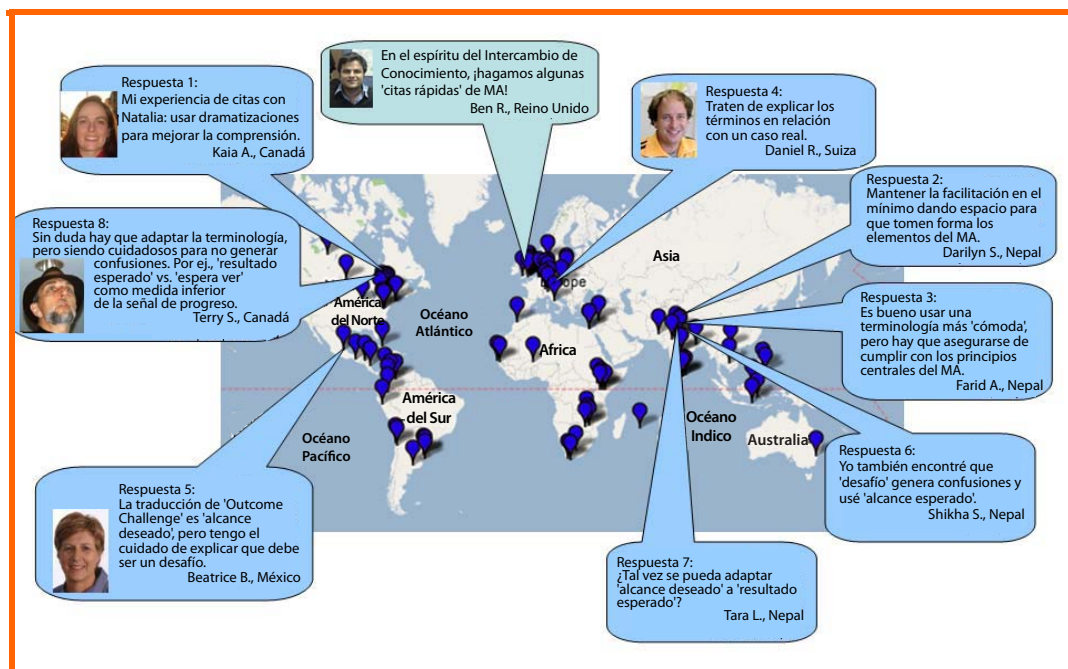 En el espíritu del Intercambio de
Conocimiento, ¡hagamos algunas
'citas rápidas' de MA!
Ben R., Reino Unido
Respuesta 1:
Mi experiencia de citas con
Natalia: usar dramatizaciones
para mejorar la comprensión.
Kaia A., Canadá
Respuesta 4:
Traten de explicar los
términos en relación
con un caso real.
Daniel R., Suiza
Respuesta 2:
Mantener la facilitación en el
mínimo dando espacio para
que tomen forma los
elementos del MA.
Darilyn S., Nepal
Respuesta 8:
Sin duda hay que adaptar la terminología,
pero siendo cuidadosos para no generar
confusiones. Por ej., 'resultado
esperado' vs. 'espera ver'
como medida inferior
de la señal de progreso.
Terry S., Canadá
Respuesta 3:
Es bueno usar una
terminología más 'cómoda',
pero hay que asegurarse de
cumplir con los principios
centrales del MA.
Farid A., Nepal
Asia
Europe
América
del Norte
Océano
Atlántico
Africa
América
del Sur
Océano
Pacífico
Océano
Indico
Australia
Respuesta 6:
Yo también encontré que
'desafío' genera confusiones y
usé 'alcance esperado'.
Shikha S., Nepal
Respuesta 5:
La traducción de 'Outcome
Challenge' es 'alcance
deseado', pero tengo el
cuidado de explicar que debe
ser un desafío.
Beatrice B., México
Respuesta 7:
¿Tal vez se pueda adaptar
'alcance deseado' a 'resultado
esperado'?
Tara L., Nepal